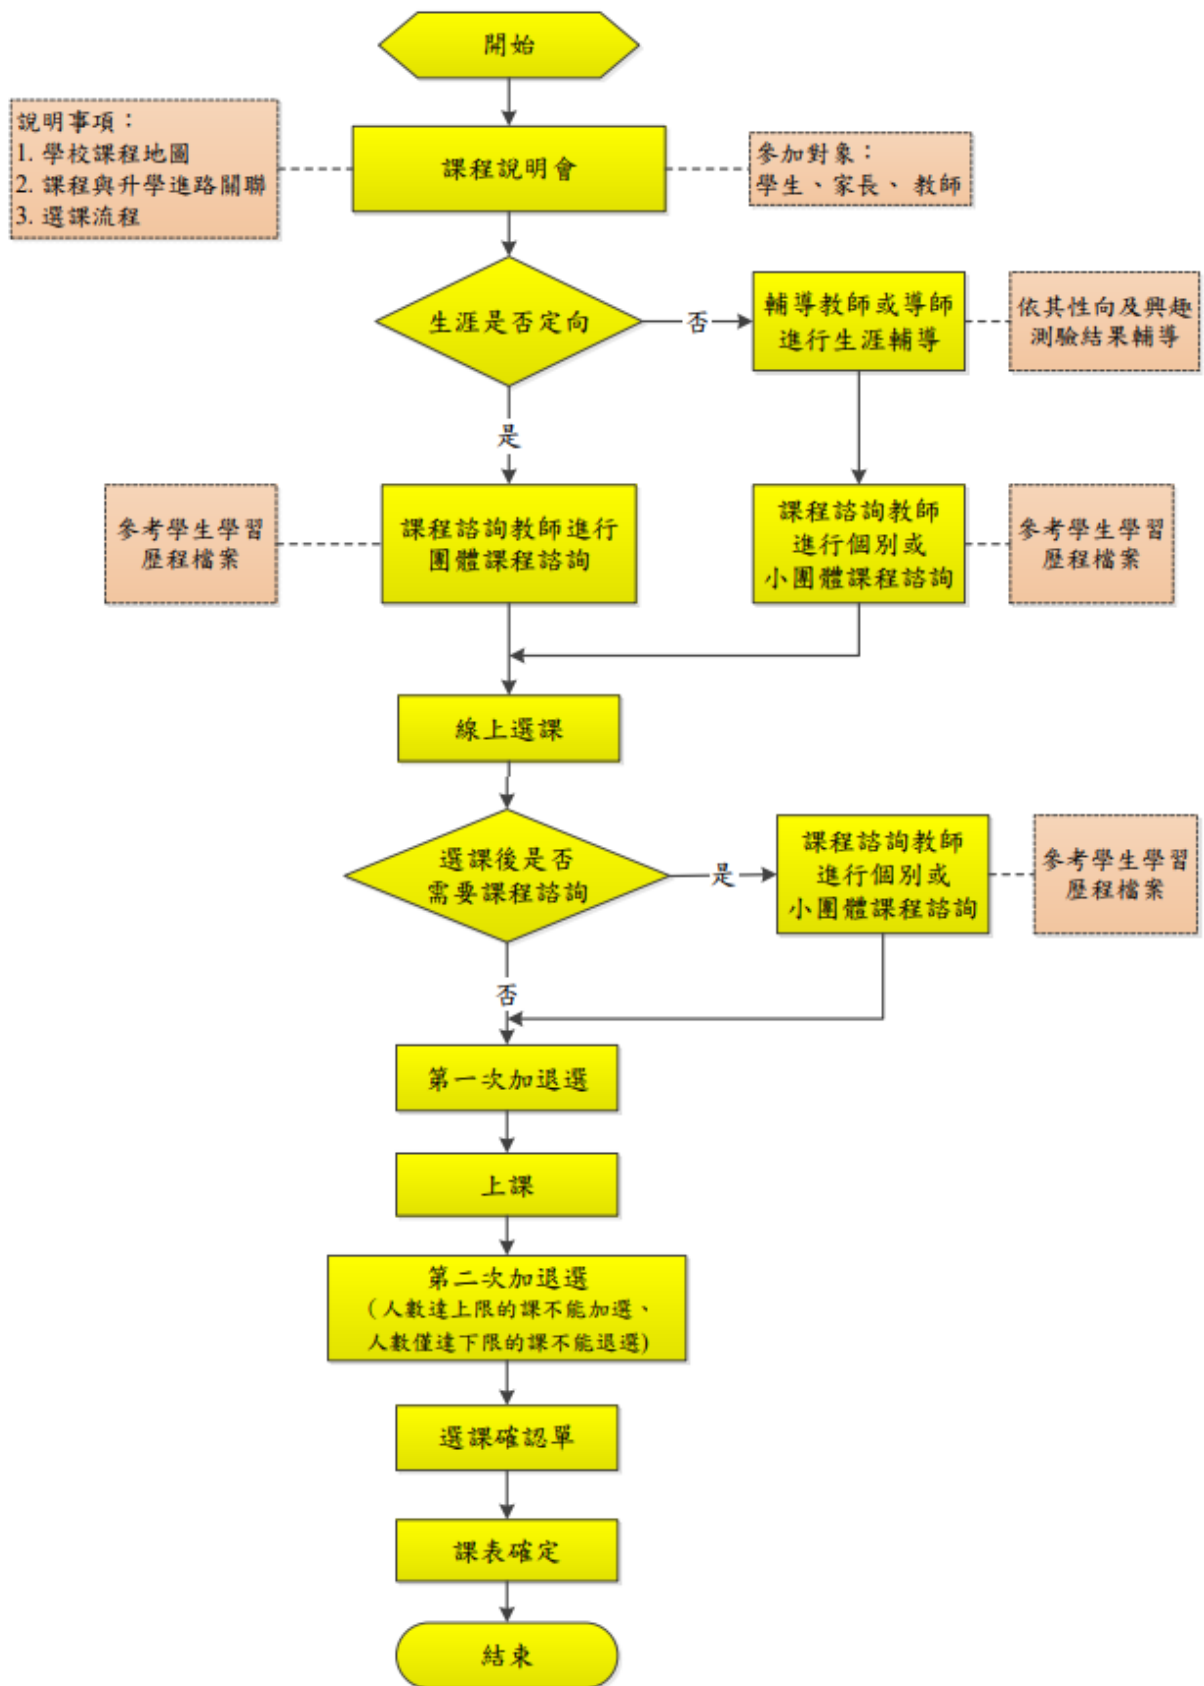 開始
說明事項：
1. 學校課程地圖
2. 課程與升學進路關聯
3. 選課流程
課程說明會
參加對象：
學生、家長、教師
生涯是否定向
否
輔導教師或導師
進行生涯輔導
依其性向及興趣
測驗結果輔導
是
參考學生學習
歷程檔案
課程諮詢教師進行
團體課程諮詢
課程諮詢教師
進行個別或
小團體課程諮詢
參考學生學習
歷程檔案
線上選課
選課後是否
需要課程諮詢
是
課程諮詢教師
進行個別或
小團體課程諮詢
參考學生學習
歷程檔案
否
第一次加退選
上課
第二次加退選
（人數達上限的課不能加選、
人數僅達下限的課不能退選)
選課確認單
課表確定
結束